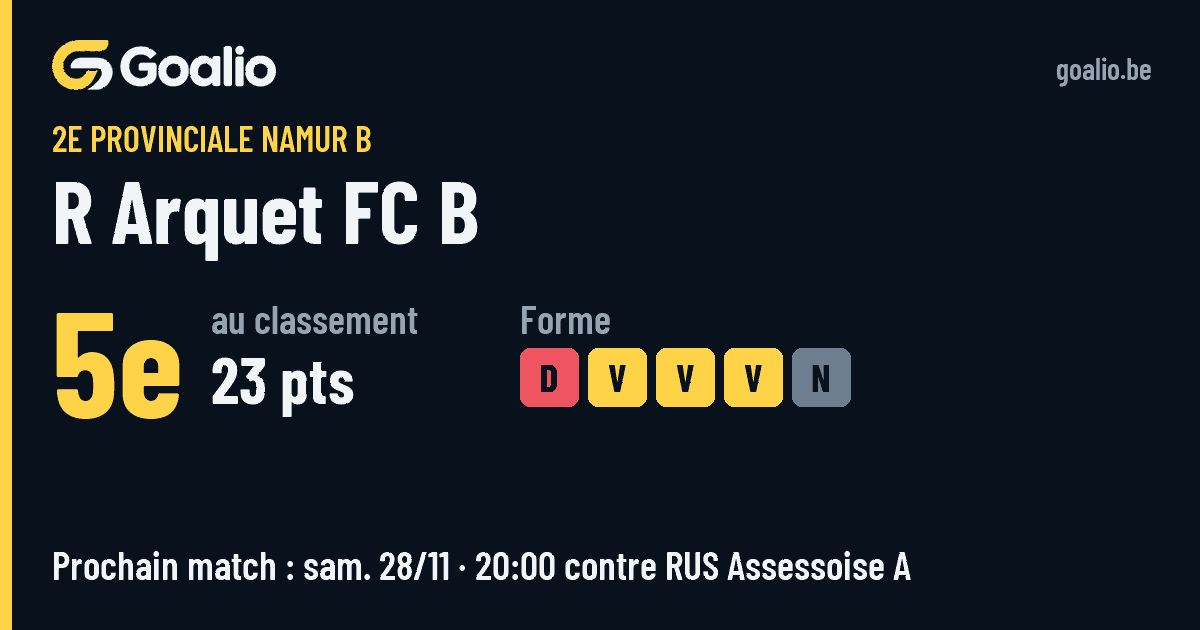 Goalio
goalio.be
2E PROVINCIALE NAMUR B
R Arquet FC B
5e
au classement
23 pts
Forme
D V V V N
Prochain match : sam. 28/11 · 20:00 contre RUS Assessoise A